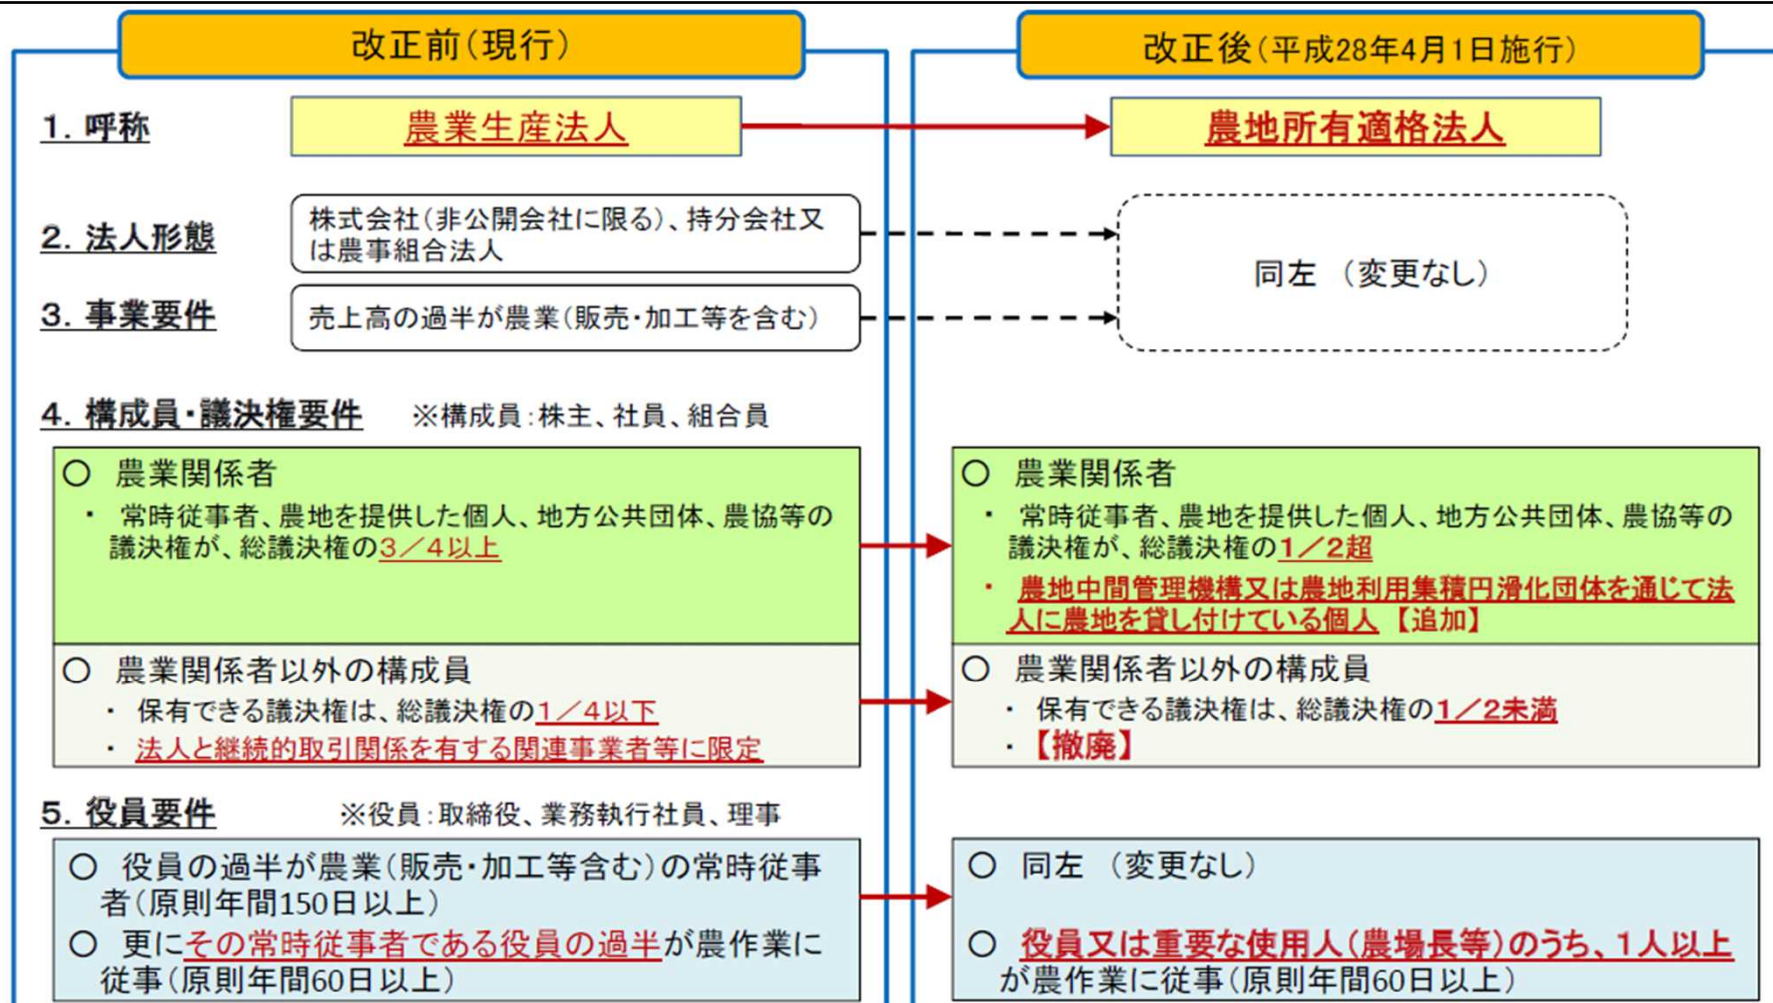 改正前(現行)
改正後(平成28年4月1日施行)
1. 呼称
農業生産法人
農地所有適格法人
2. 法人形態
株式会社(非公開会社に限る)、持分会社又
は農事組合法人
3. 事業要件
売上高の過半が農業(販売・加工等を含む)
同左 (変更なし)
4. 構成員・議決権要件 ※構成員:株主、社員、組合員
○ 農業関係者
・ 常時従事者、農地を提供した個人、地方公共団体、農協等の
議決権が、総議決権の3/4以上
○ 農業関係者以外の構成員
・ 保有できる議決権は、総議決権の1/4以下
・ 法人と継続的取引関係を有する関連事業者等に限定
○ 農業関係者
・ 常時従事者、農地を提供した個人、地方公共団体、農協等の
議決権が、総議決権の1/2超
・ 農地中間管理機構又は農地利用集積円滑化団体を通じて法
人に農地を貸し付けている個人 【追加】
○ 農業関係者以外の構成員
・ 保有できる議決権は、総議決権の1/2未満
・ 【撤廃】
5. 役員要件 ※役員:取締役、業務執行社員、理事
○ 役員の過半が農業(販売・加工等含む)の常時従事
者(原則年間150日以上)
○ 更にその常時従事者である役員の過半が農作業に
従事(原則年間60日以上)
○ 同左 (変更なし)
○ 役員又は重要な使用人(農場長等)のうち、1人以上
が農作業に従事(原則年間60日以上)